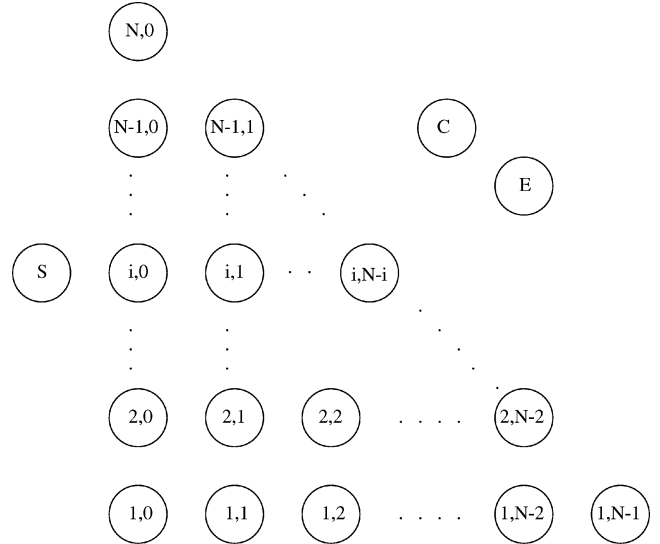 N,0
N-1,0 N-1,1 C
E
S i,0 i,1 . . i,N-i
2,0 2,1 2,2 . . . . 2,N-2
1,0 1,1 1,2 . . . . 1,N-2 1,N-1